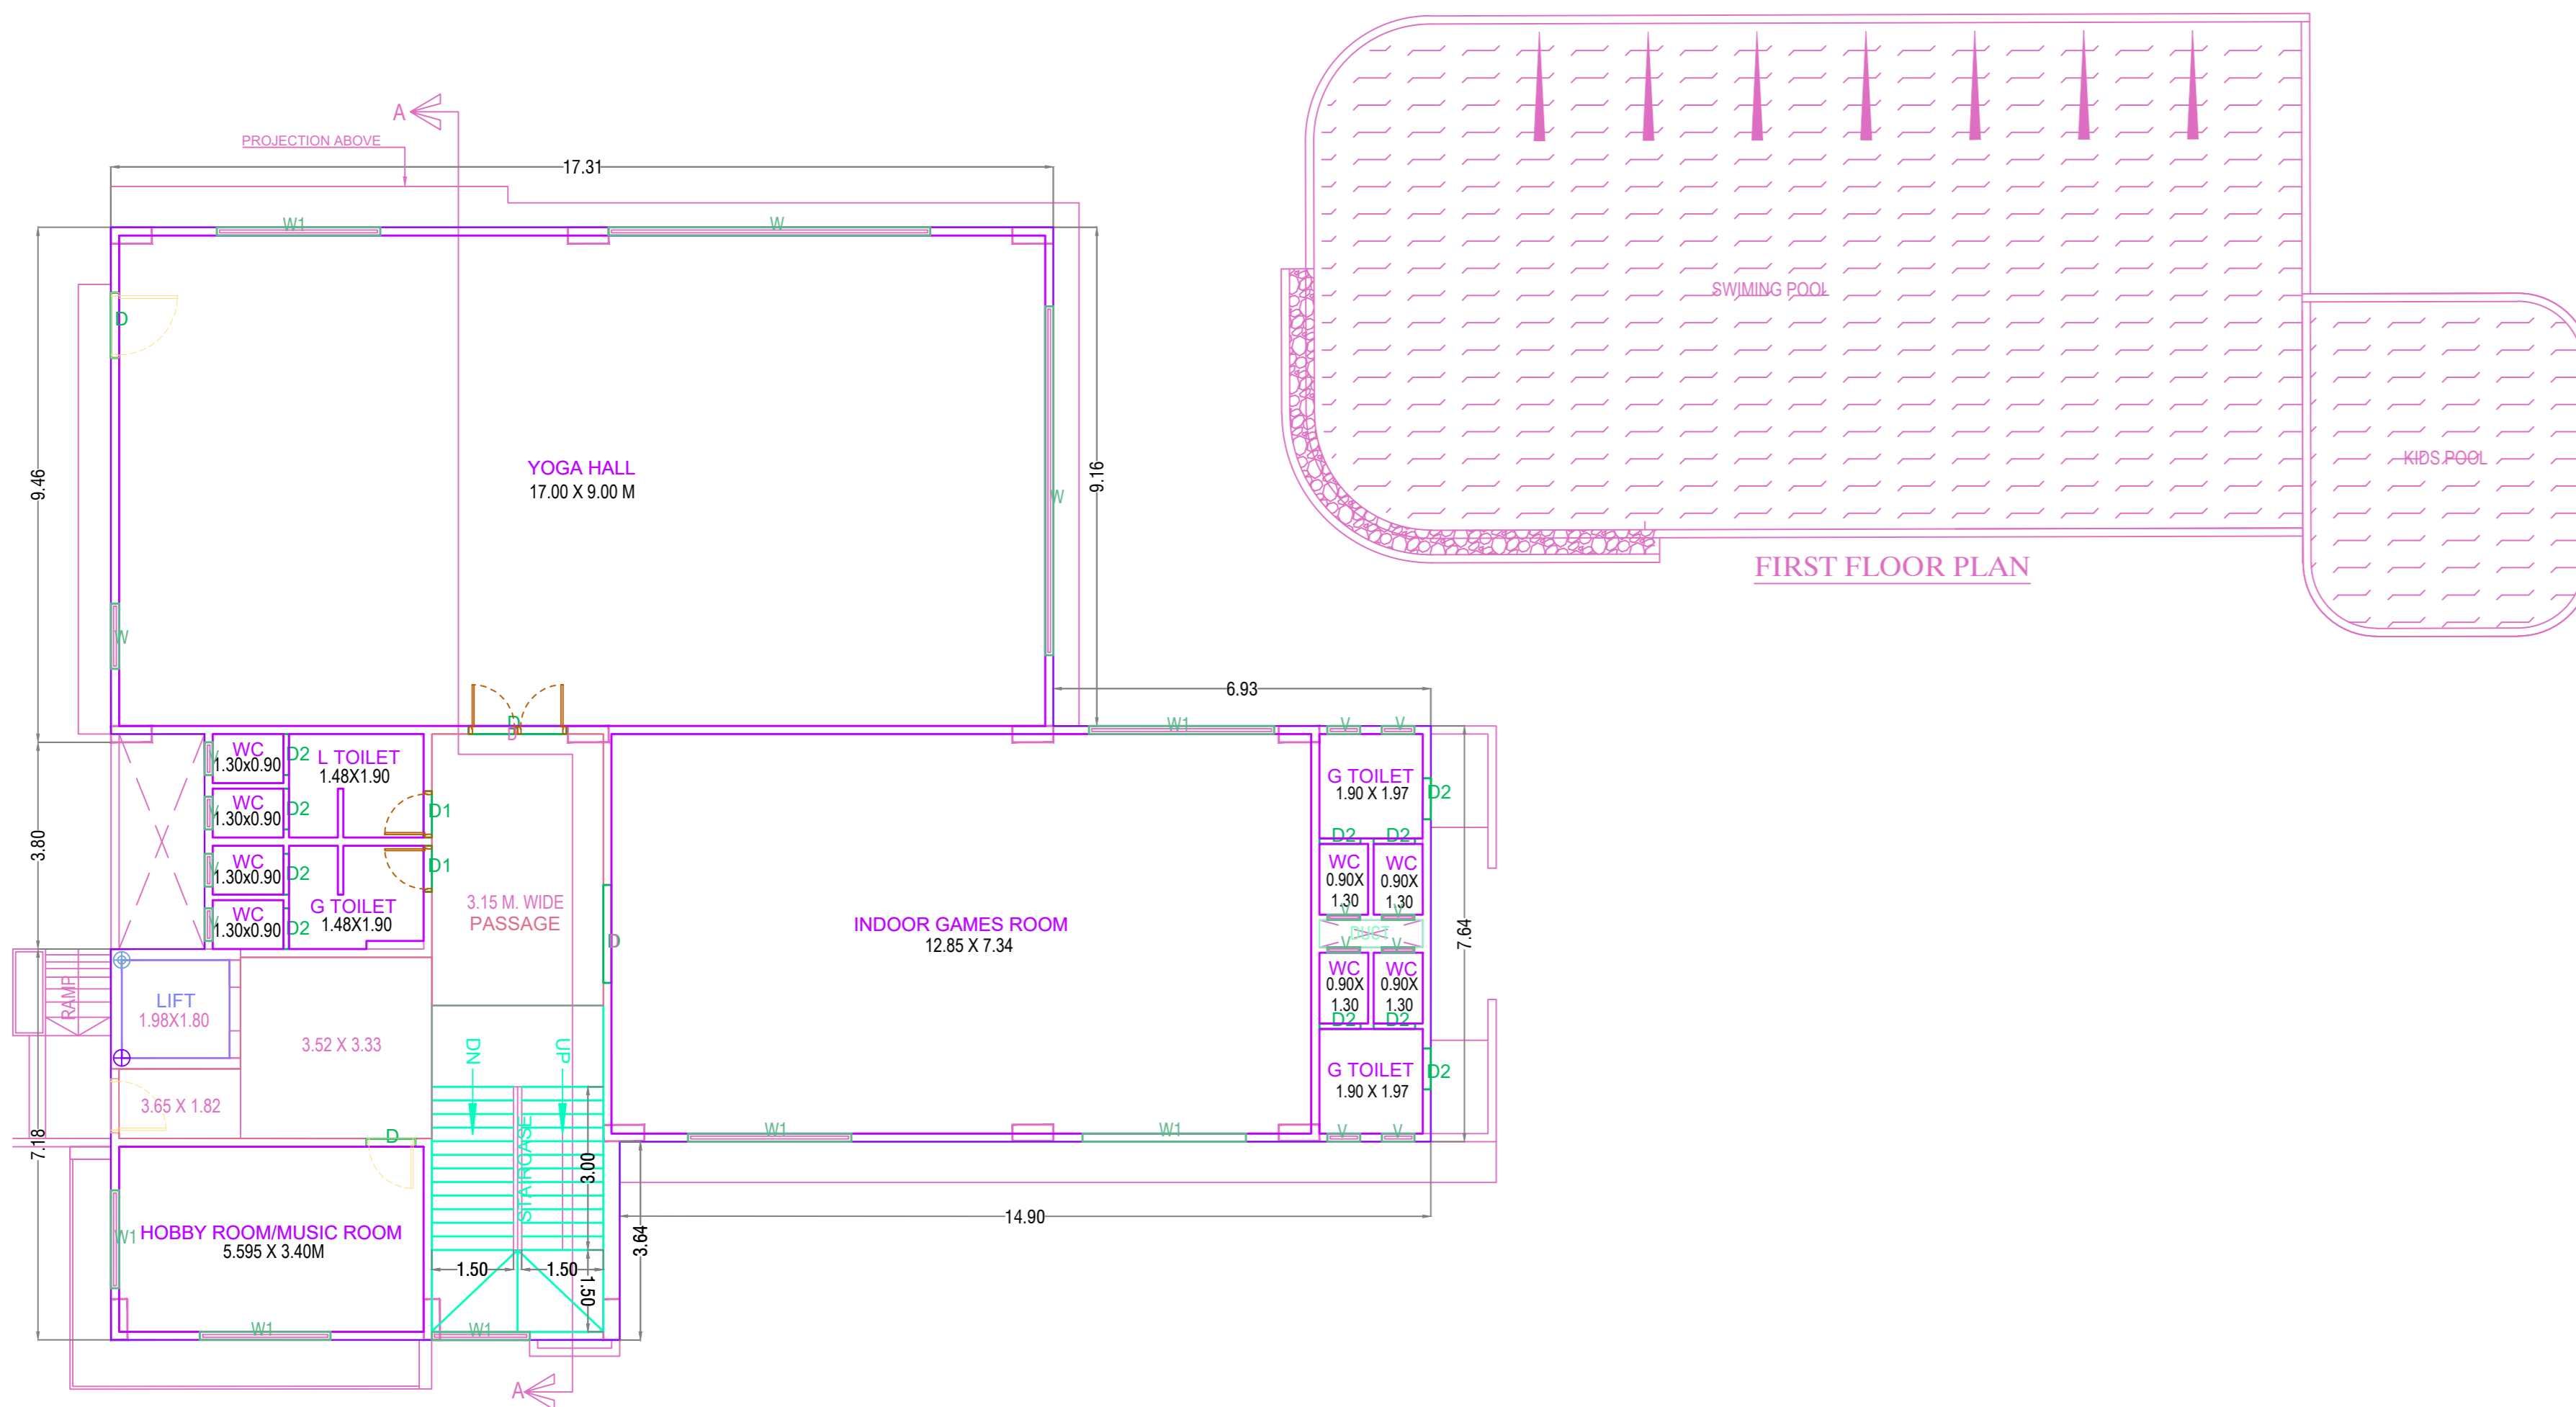 A
PROJECTION ABOVE
17.31
W1
W
D
SWIMING POOL
YOGA HALL
17.00 X 9.00 M
9.46
9.16
W
KIDS POOL
FIRST FLOOR PLAN
W
6.93
D
D
W1
V
V
WC
1.30x0.90
D2
L TOILET
1.48X1.90
V
G TOILET
1.90 X 1.97
D2
WC
1.30x0.90
D2
D1
V
3.80
D2
D2
WC
1.30x0.90
D2
D1
V
WC
0.90X
1.30
WC
0.90X
1.30
3.15 M. WIDE
PASSAGE
G TOILET
1.48X1.90
WC
1.30x0.90
D2
V
INDOOR GAMES ROOM
12.85 X 7.34
D
V
V
DUCT
V
V
7.64
RAMP
LIFT
1.98X1.80
WC
0.90X
1.30
WC
0.90X
1.30
D2
D2
3.52 X 3.33
DN
UP
G TOILET
1.90 X 1.97
D2
3.65 X 1.82
D
W1
W1
V
V
7.18
STAIRCASE
3.00
HOBBY ROOM/MUSIC ROOM
5.595 X 3.40M
W1
14.90
3.64
1.50
1.50
1.50
W1
W1
A